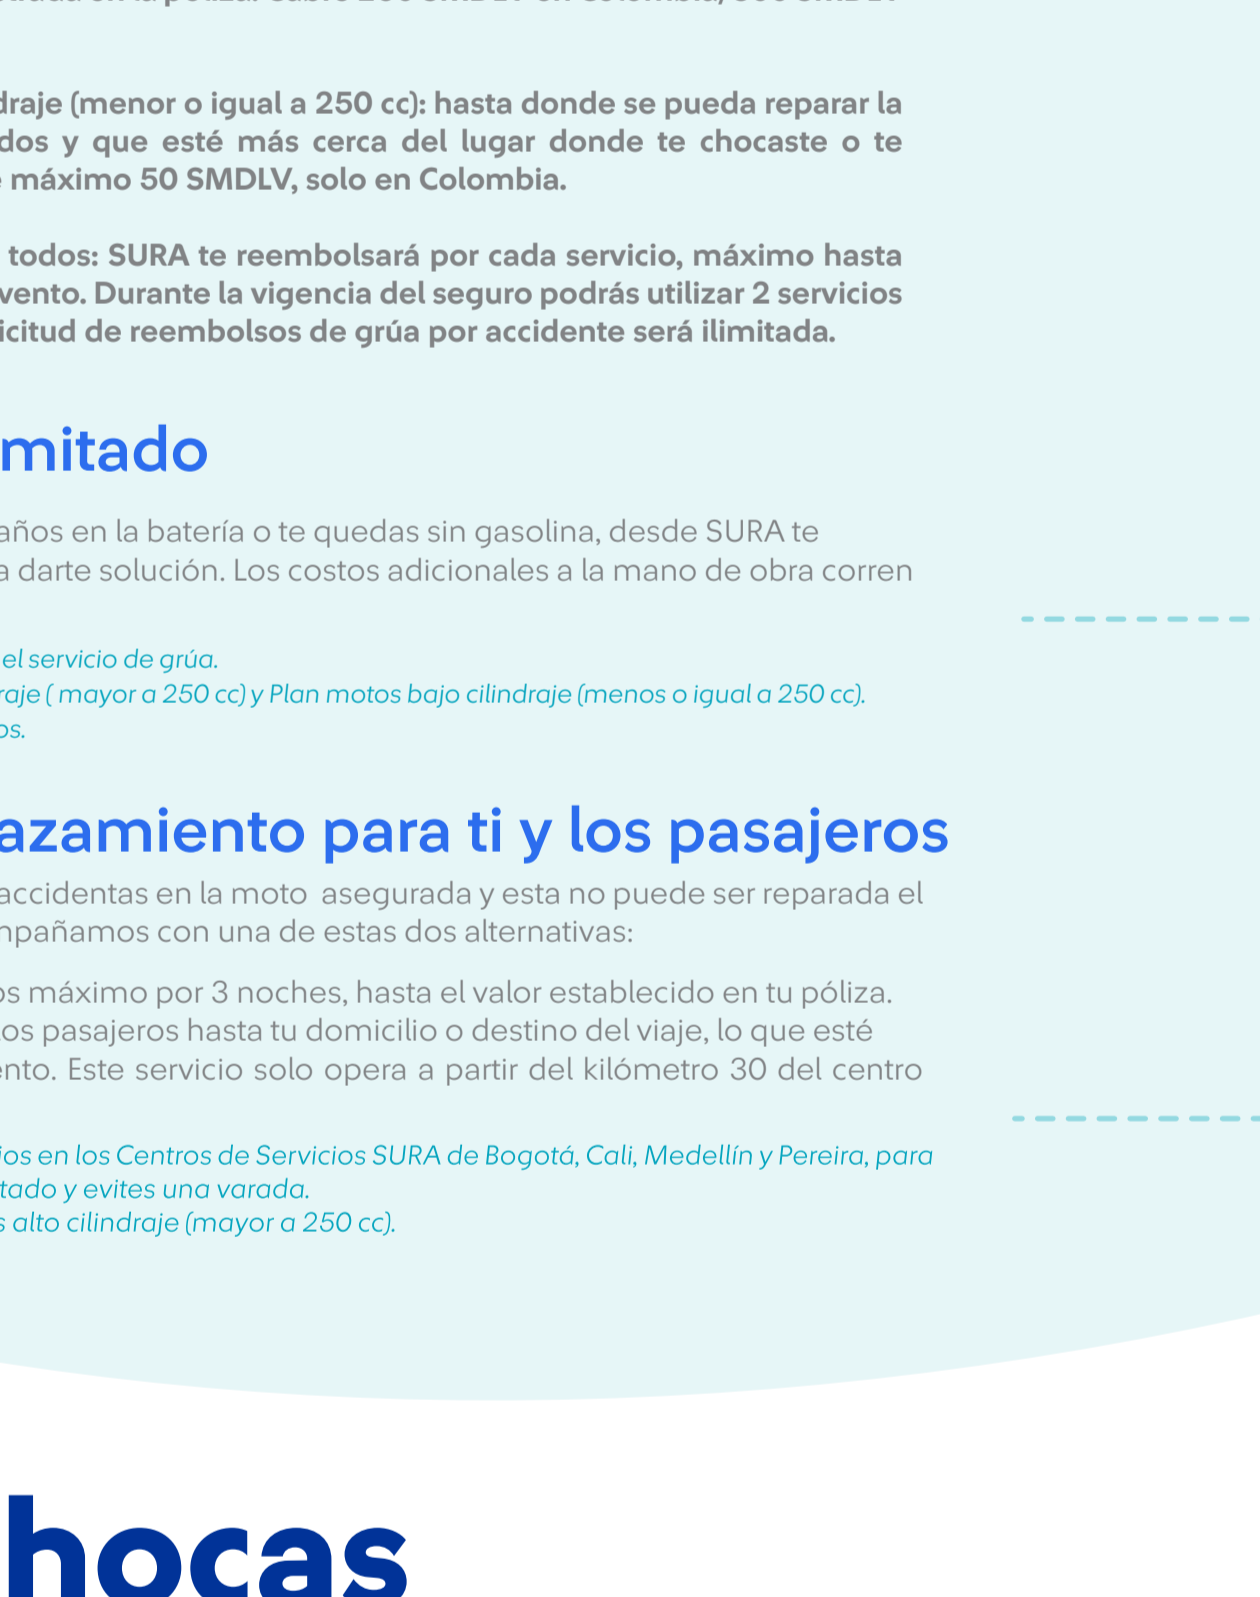 draje (menor o igual a 250 cc): hasta donde se pueda reparar la
dos y que esté más cerca del lugar donde te chocaste o te
máximo 50 SMDLV, solo en Colombia.
todos: SURA te reembolsará por cada servicio, máximo hasta
vento. Durante la vigencia del seguro podrás utilizar 2 servicios
icitud de reembolsos de grúa por accidente será ilimitada.
mitado
años en la batería o te quedas sin gasolina, desde SURA te
a darte solución. Los costos adicionales a la mano de obra corren
el servicio de grúa.
raje ( mayor a 250 cc) y Plan motos bajo cilindraje (menos o igual a 250 cc).
os.
azamiento para ti y los pasajeros
accidentas en la moto asegurada y esta no puede ser reparada el
mpañamos con una de estas dos alternativas:
os máximo por 3 noches, hasta el valor establecido en tu póliza.
los pasajeros hasta tu domicilio o destino del viaje, lo que esté
ento. Este servicio solo opera a partir del kilómetro 30 del centro
ios en los Centros de Servicios SURA de Bogotá, Cali, Medellín y Pereira, para
tado y evites una varada.
s alto cilindraje (mayor a 250 cc).
hocas